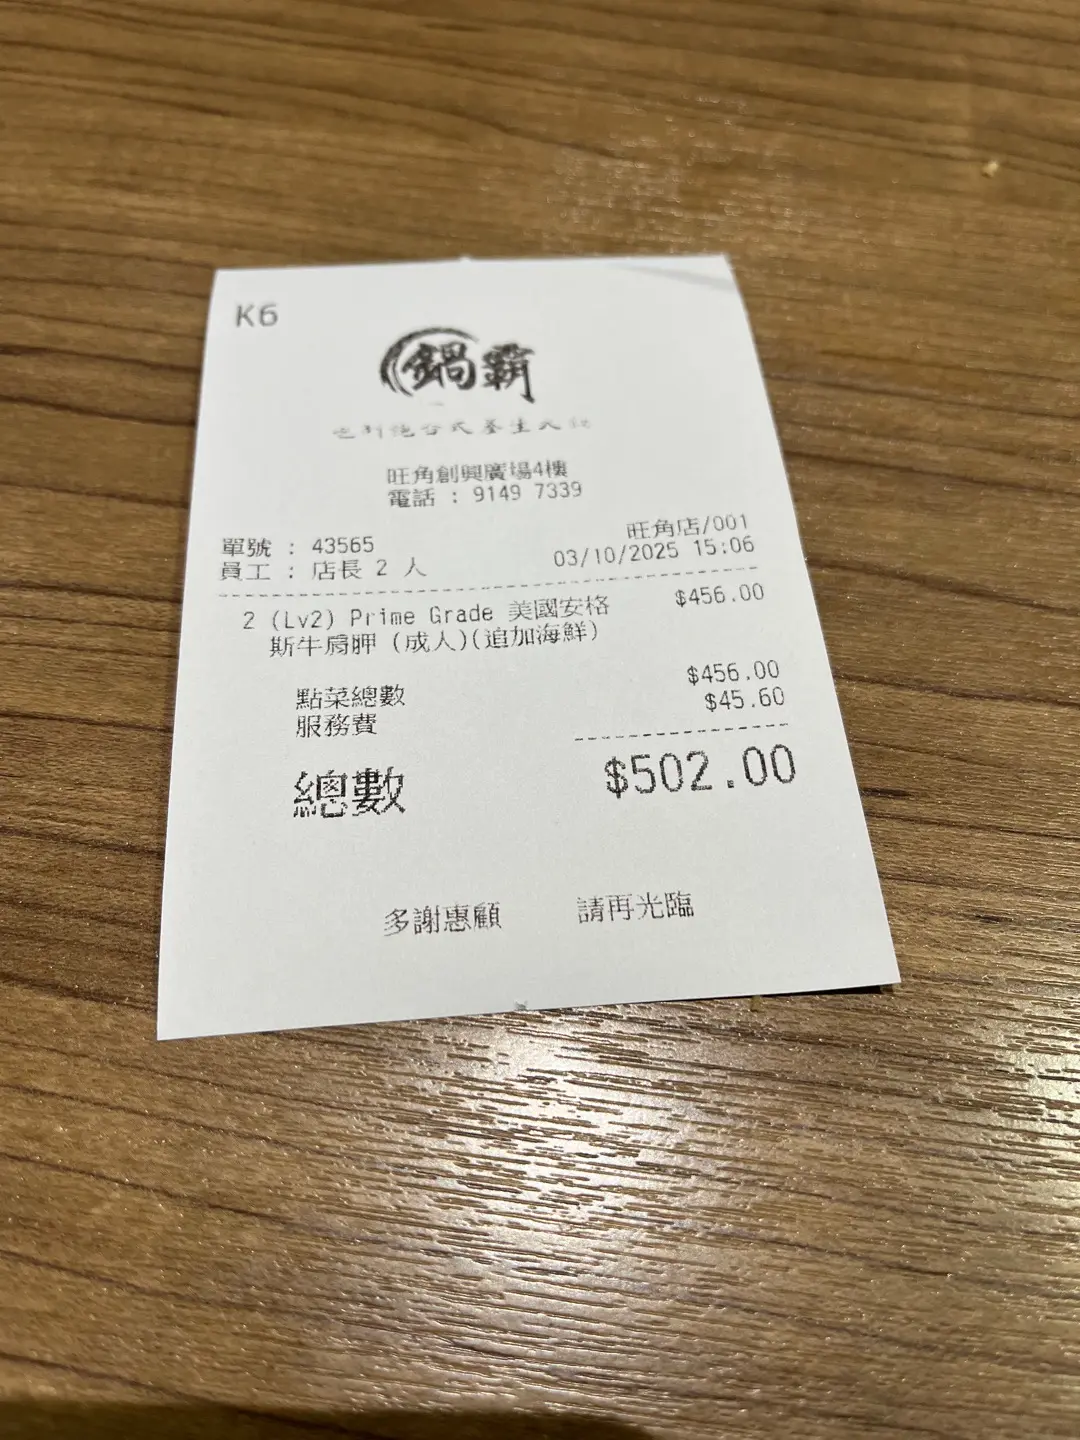 K6
鍋霸
旺角創興廣場4樓
電話 : 9149 7339
旺角店/001
單號 : 43565
03/10/2025 15:06
員工 : 店長 2 人
2 (Lv2) Prime Grade 美國安格 $456.00
斯牛肩胛 (成人)(追加海鮮)
點菜總數 $456.00
服務費 $45.60
總數 $502.00
多謝惠顧 請再光臨